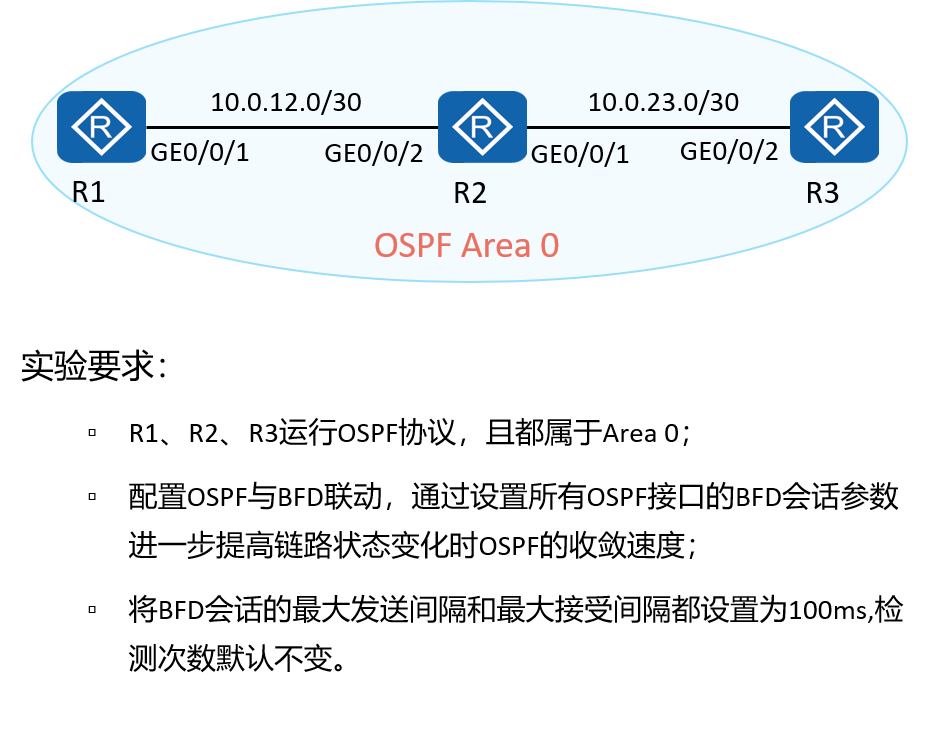 10.0.12.0/30 10.0.23.0/30
R R R
GE0/0/1 GE0/0/2 GE0/0/1 GE0/0/2
R1 R2 R3
OSPF Area 0
实验要求：
▫ R1、R2、R3运行OSPF协议，且都属于Area 0；
▫ 配置OSPF与BFD联动，通过设置所有OSPF接口的BFD会话参数
进一步提高链路状态变化时OSPF的收敛速度；
▫ 将BFD会话的最大发送间隔和最大接受间隔都设置为100ms,检
测次数默认不变。